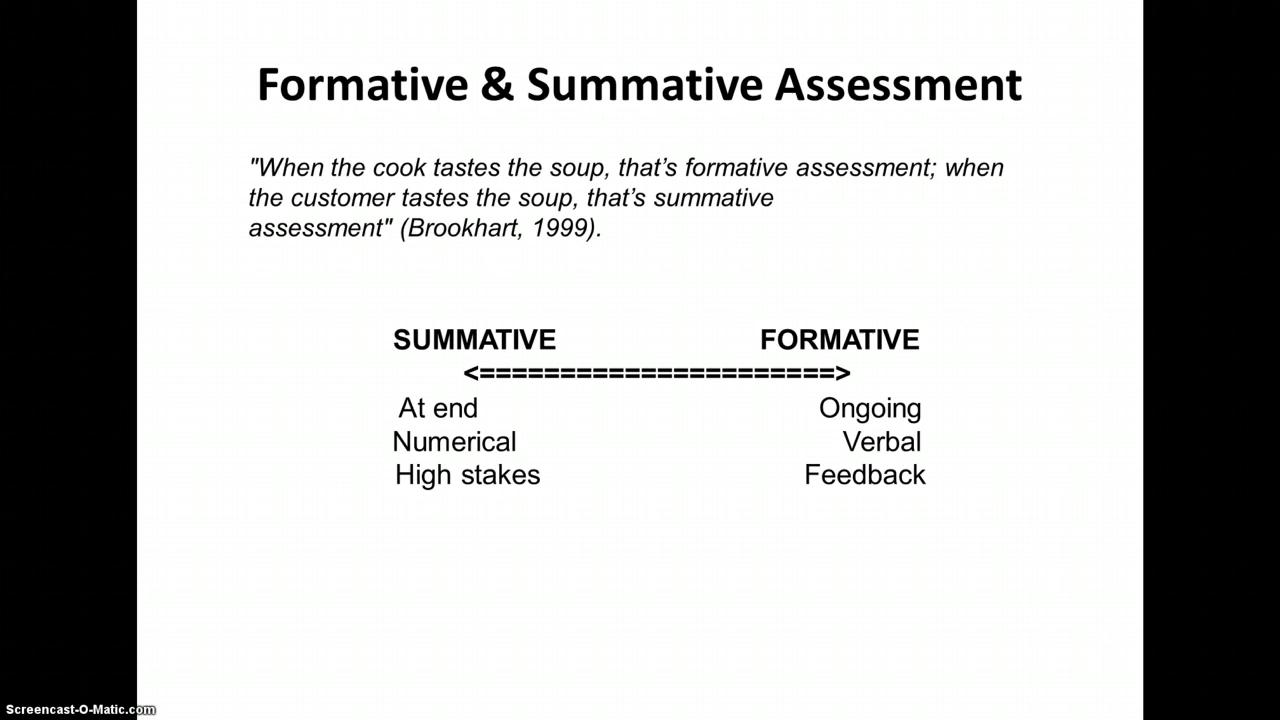 Formative & Summative Assessment
"When the cook tastes the soup, that’s formative assessment; when
the customer tastes the soup, that’s summative
assessment" (Brookhart, 1999).
SUMMATIVE FORMATIVE
<======================>
At end Ongoing
Numerical Verbal
High stakes Feedback
Screencast-O-Matic.com